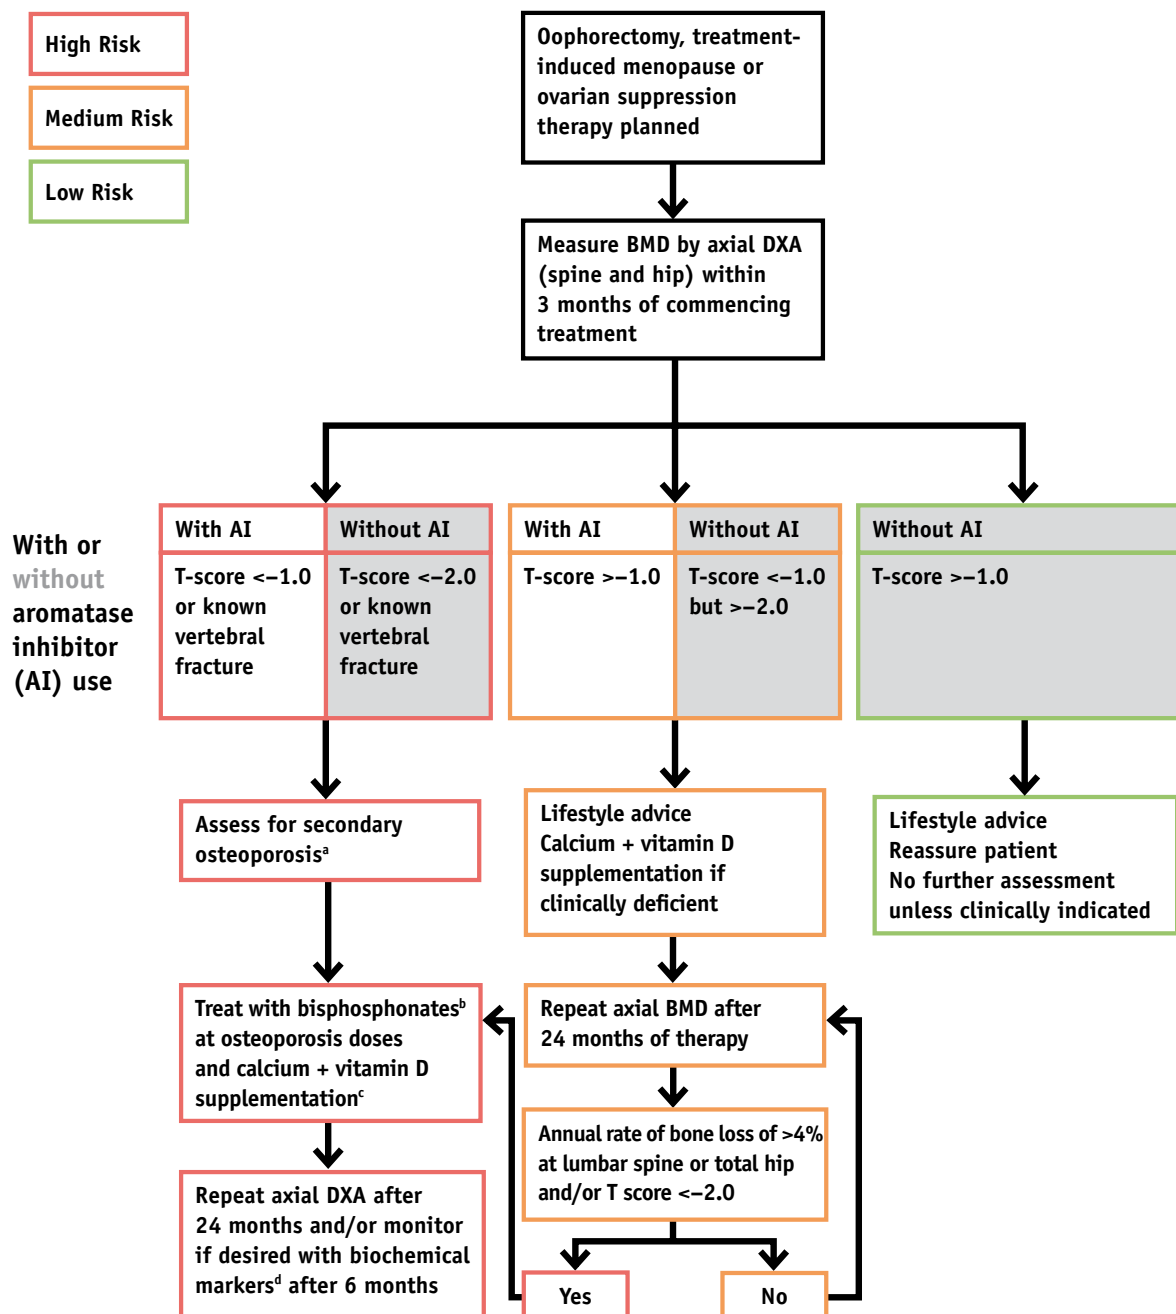 High Risk
Medium Risk
Low Risk
Oophorectomy, treatment-
induced menopause or
ovarian suppression
therapy planned
Measure BMD by axial DXA
(spine and hip) within
3 months of commencing
treatment
With or
without
aromatase
inhibitor
(AI) use
With AI
T-score <–1.0
or known
vertebral
fracture
Without AI
T-score <–2.0
or known
vertebral
fracture
With AI
T-score >–1.0
Without AI
T-score <–1.0
but >–2.0
Without AI
T-score >–1.0
Assess for secondary
osteoporosisᵃ
Treat with bisphosphonatesᵇ
at osteoporosis doses
and calcium + vitamin D
supplementationᶜ
Repeat axial DXA after
24 months and/or monitor
if desired with biochemical
markersᵈ after 6 months
Lifestyle advice
Calcium + vitamin D
supplementation if
clinically deficient
Repeat axial BMD after
24 months of therapy
Annual rate of bone loss of >4%
at lumbar spine or total hip
and/or T score <–2.0
Yes
No
Lifestyle advice
Reassure patient
No further assessment
unless clinically indicated